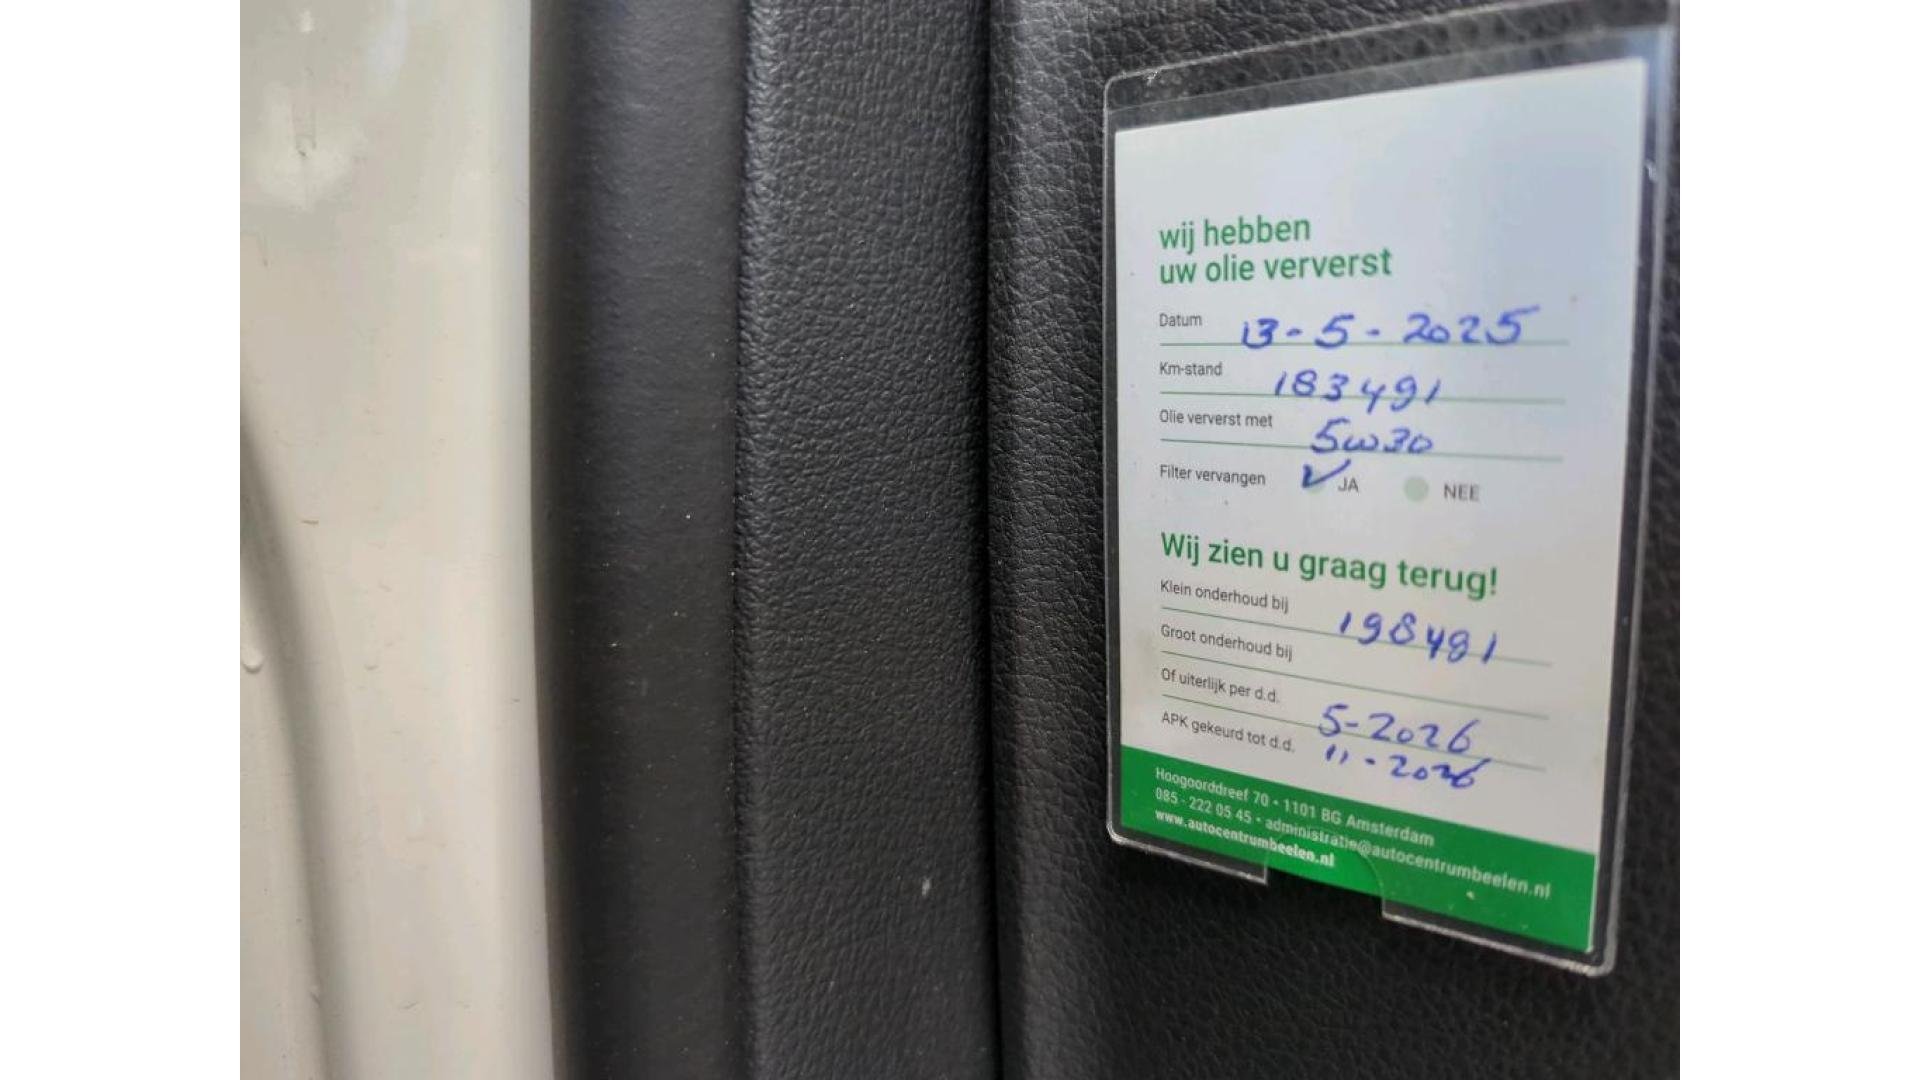 wij hebben
uw olie ververst
Datum 13-5-2025
Km-stand 183491
Olie ververst met 5w30
Filter vervangen ✓ JA NEE
Wij zien u graag terug!
Klein onderhoud bij 198491
Groot onderhoud bij
Of uiterlijk per d.d. 5-2026
APK gekeurd tot d.d. 11-2026
Hoogoorddreef 70 • 1101 BG Amsterdam
085 - 222 05 45 • administratie@autocentrumbeelen.nl
www.autocentrumbeelen.nl